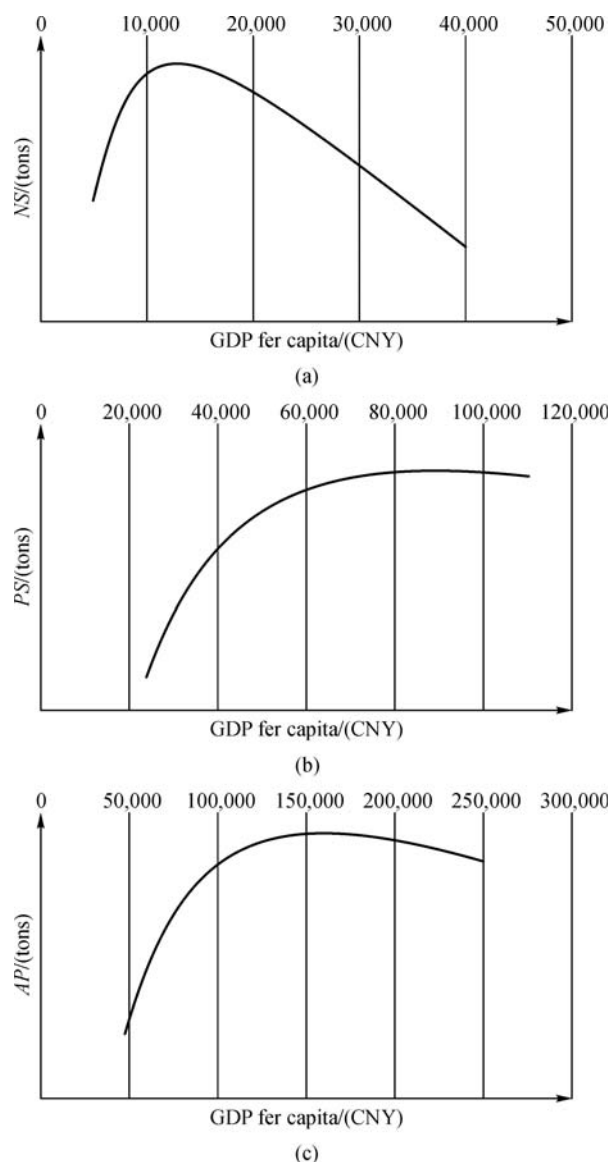 0 10,000 20,000 30,000 40,000 50,000
NS/(tons)
GDP fer capita/(CNY)
(a)
0 20,000 40,000 60,000 80,000 100,000 120,000
PS/(tons)
GDP fer capita/(CNY)
(b)
0 50,000 100,000 150,000 200,000 250,000 300,000
AP/(tons)
GDP fer capita/(CNY)
(c)